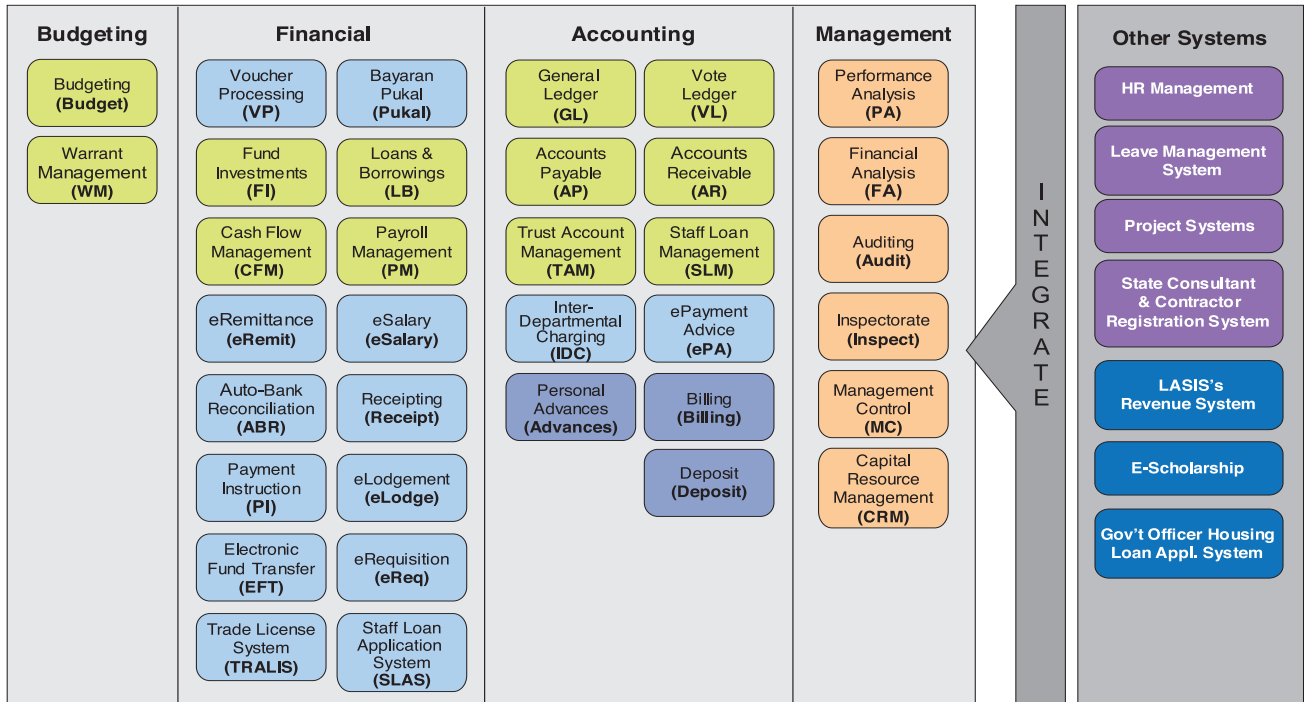 Budgeting
Budgeting
(Budget)
Warrant
Management
(WM)
Financial
Voucher
Processing
(VP)
Bayaran
Pukal
(Pukal)
Fund
Investments
(FI)
Loans &
Borrowings
(LB)
Cash Flow
Management
(CFM)
Payroll
Management
(PM)
eRemittance
(eRemit)
eSalary
(eSalary)
Auto-Bank
Reconciliation
(ABR)
Receipting
(Receipt)
Payment
Instruction
(PI)
eLodgement
(eLodge)
Electronic
Fund Transfer
(EFT)
eRequisition
(eReq)
Trade License
System
(TRALIS)
Staff Loan
Application
System
(SLAS)
Accounting
General
Ledger
(GL)
Vote
Ledger
(VL)
Accounts
Payable
(AP)
Accounts
Receivable
(AR)
Trust Account
Management
(TAM)
Staff Loan
Management
(SLM)
Inter-
Departmental
Charging
(IDC)
ePayment
Advice
(ePA)
Personal
Advances
(Advances)
Billing
(Billing)
Deposit
(Deposit)
Management
Performance
Analysis
(PA)
Financial
Analysis
(FA)
Auditing
(Audit)
Inspectorate
(Inspect)
Management
Control
(MC)
Capital
Resource
Management
(CRM)
INTEGRATE
Other Systems
HR Management
Leave Management
System
Project Systems
State Consultant
& Contractor
Registration System
LASIS's
Revenue System
E-Scholarship
Gov't Officer Housing
Loan Appl. System